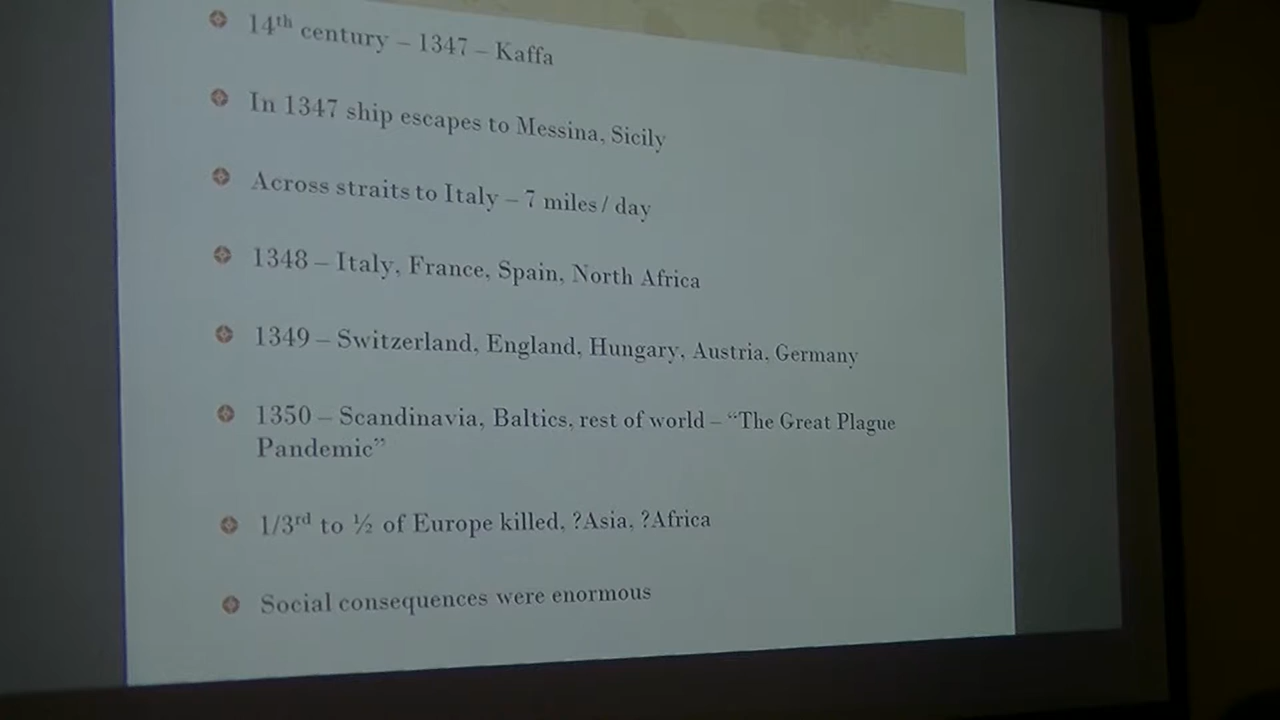 14th century – 1347 – Kaffa
In 1347 ship escapes to Messina, Sicily
Across straits to Italy – 7 miles / day
1348 – Italy, France, Spain, North Africa
1349 – Switzerland, England, Hungary, Austria, Germany
1350 – Scandinavia, Baltics, rest of world – “The Great Plague
Pandemic”
1/3rd to ½ of Europe killed, ?Asia, ?Africa
Social consequences were enormous